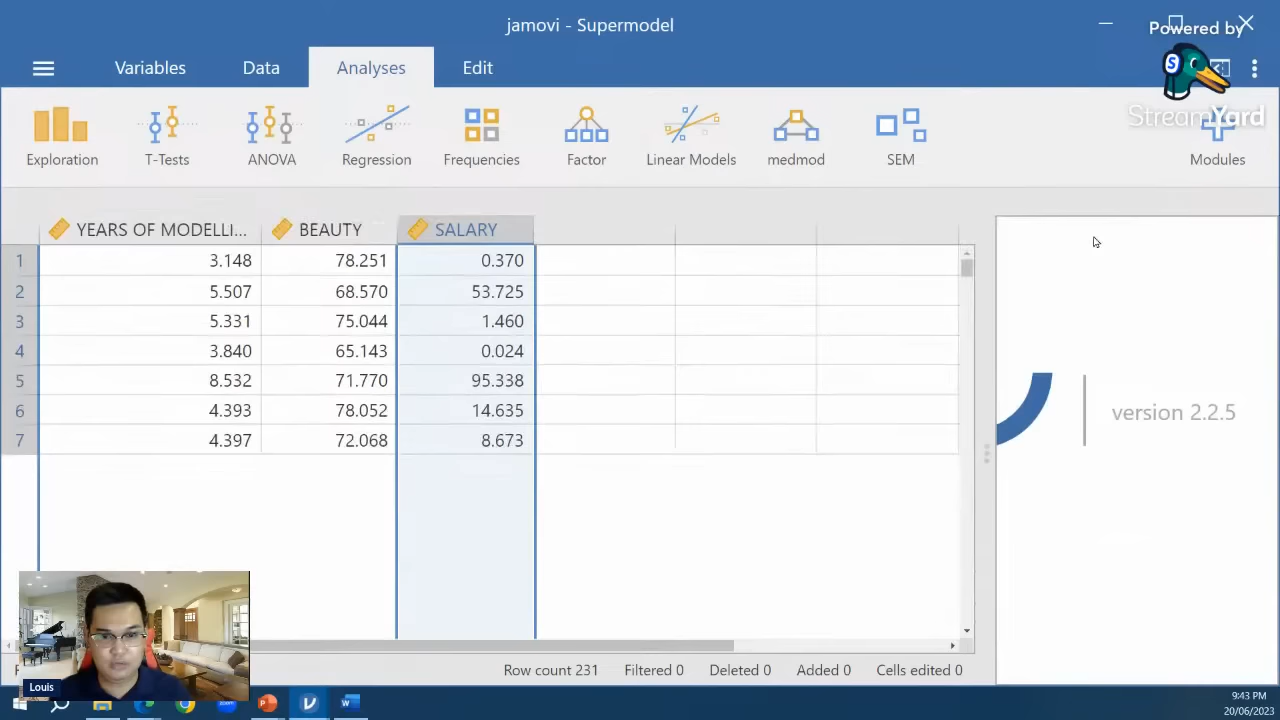 jamovi - Supermodel
Powered by
StreamYard
Variables Data Analyses Edit
Exploration T-Tests ANOVA Regression Frequencies Factor Linear Models medmod SEM Modules
YEARS OF MODELLI... BEAUTY SALARY
1 3.148 78.251 0.370
2 5.507 68.570 53.725
3 5.331 75.044 1.460
4 3.840 65.143 0.024
5 8.532 71.770 95.338
6 4.393 78.052 14.635
7 4.397 72.068 8.673
version 2.2.5
Row count 231 Filtered 0 Deleted 0 Added 0 Cells edited 0
Louis
9:43 PM
20/06/2023